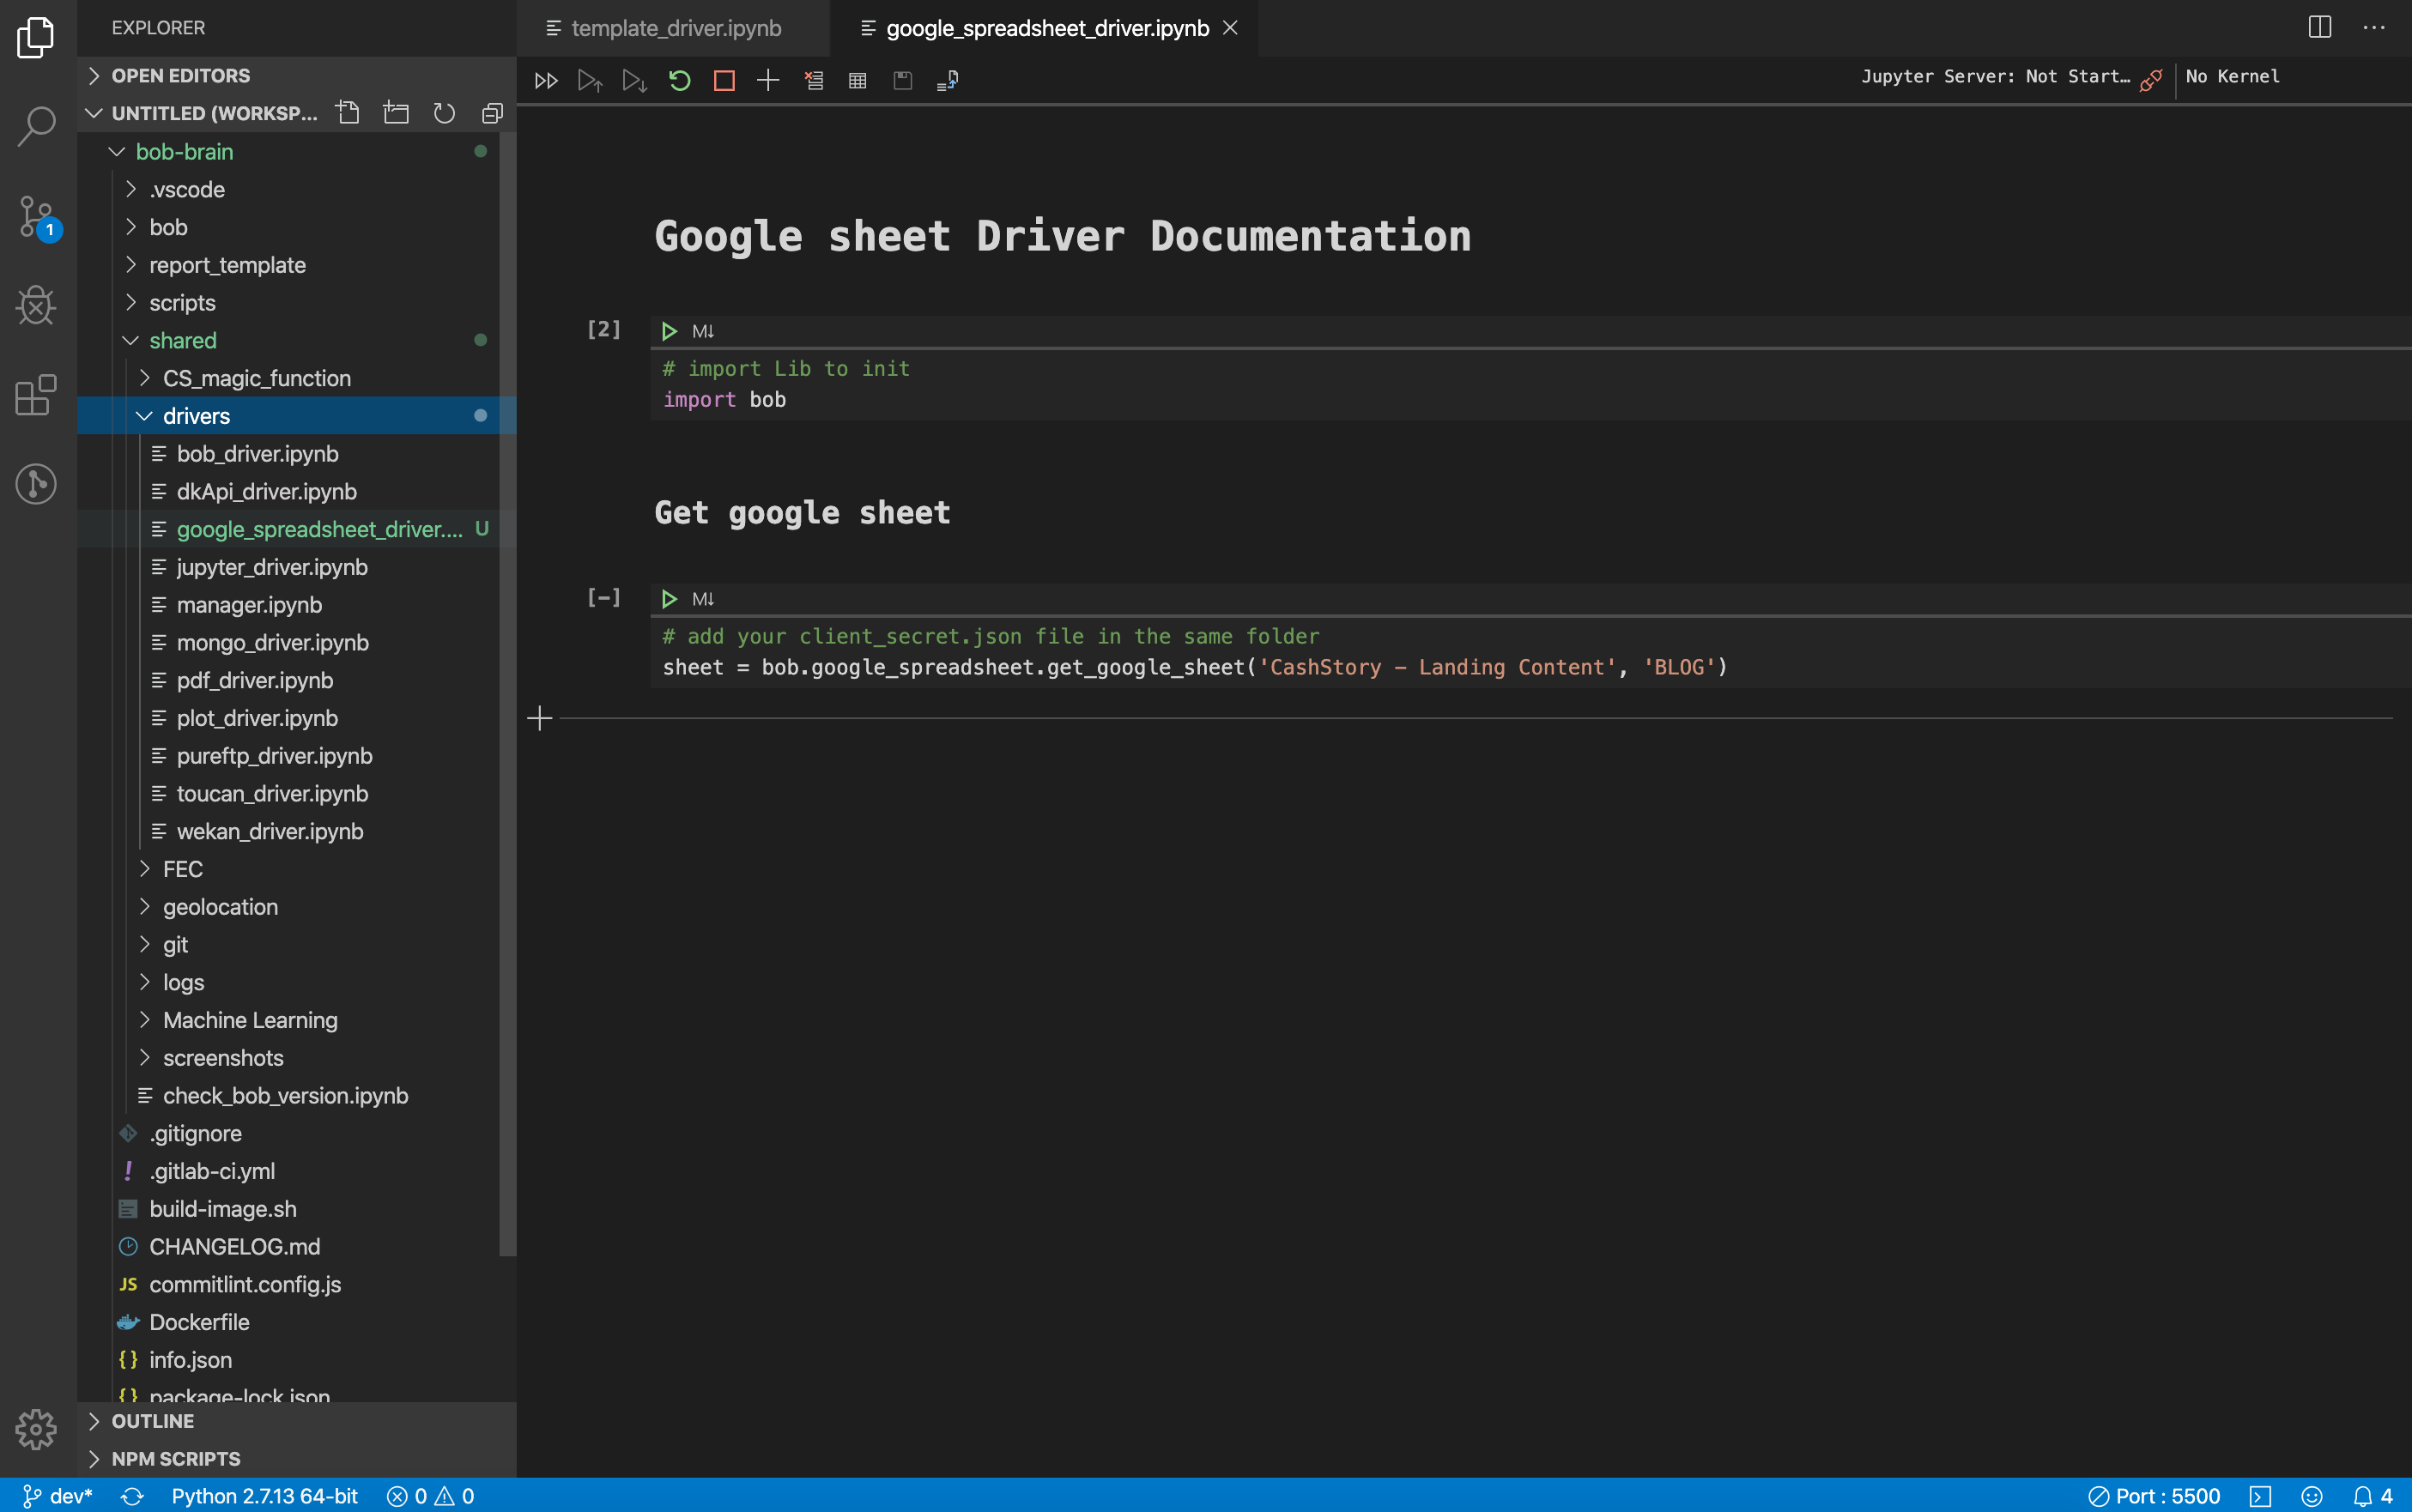 EXPLORER
OPEN EDITORS
UNTITLED (WORKSP...
bob-brain
.vscode
bob
report_template
scripts
shared
CS_magic_function
drivers
bob_driver.ipynb
dkApi_driver.ipynb
google_spreadsheet_driver.... U
jupyter_driver.ipynb
manager.ipynb
mongo_driver.ipynb
pdf_driver.ipynb
plot_driver.ipynb
pureftp_driver.ipynb
toucan_driver.ipynb
wekan_driver.ipynb
FEC
geolocation
git
logs
Machine Learning
screenshots
check_bob_version.ipynb
.gitignore
! .gitlab-ci.yml
build-image.sh
CHANGELOG.md
JS commitlint.config.js
Dockerfile
{} info.json
{} package-lock.json
OUTLINE
NPM SCRIPTS
1
template_driver.ipynb
google_spreadsheet_driver.ipynb
Jupyter Server: Not Start…
No Kernel
Google sheet Driver Documentation
[2]
M↓
# import Lib to init
import bob
Get google sheet
[-]
M↓
# add your client_secret.json file in the same folder
sheet = bob.google_spreadsheet.get_google_sheet('CashStory - Landing Content', 'BLOG')
dev*
Python 2.7.13 64-bit
0 0
Port : 5500
4